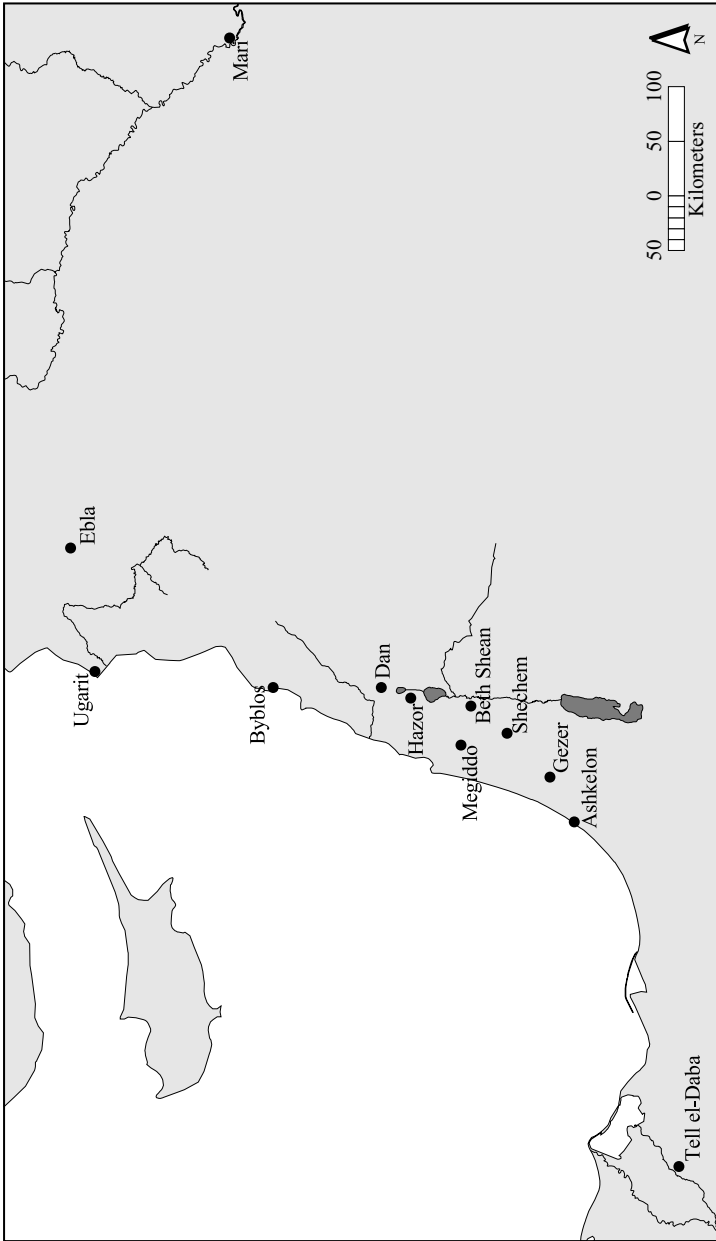 Mari
Ebla
Ugarit
Byblos
Dan
Hazor
Beth Shean
Megiddo
Shechem
Gezer
Ashkelon
Tell el-Daba
N
50 0 50 100
Kilometers